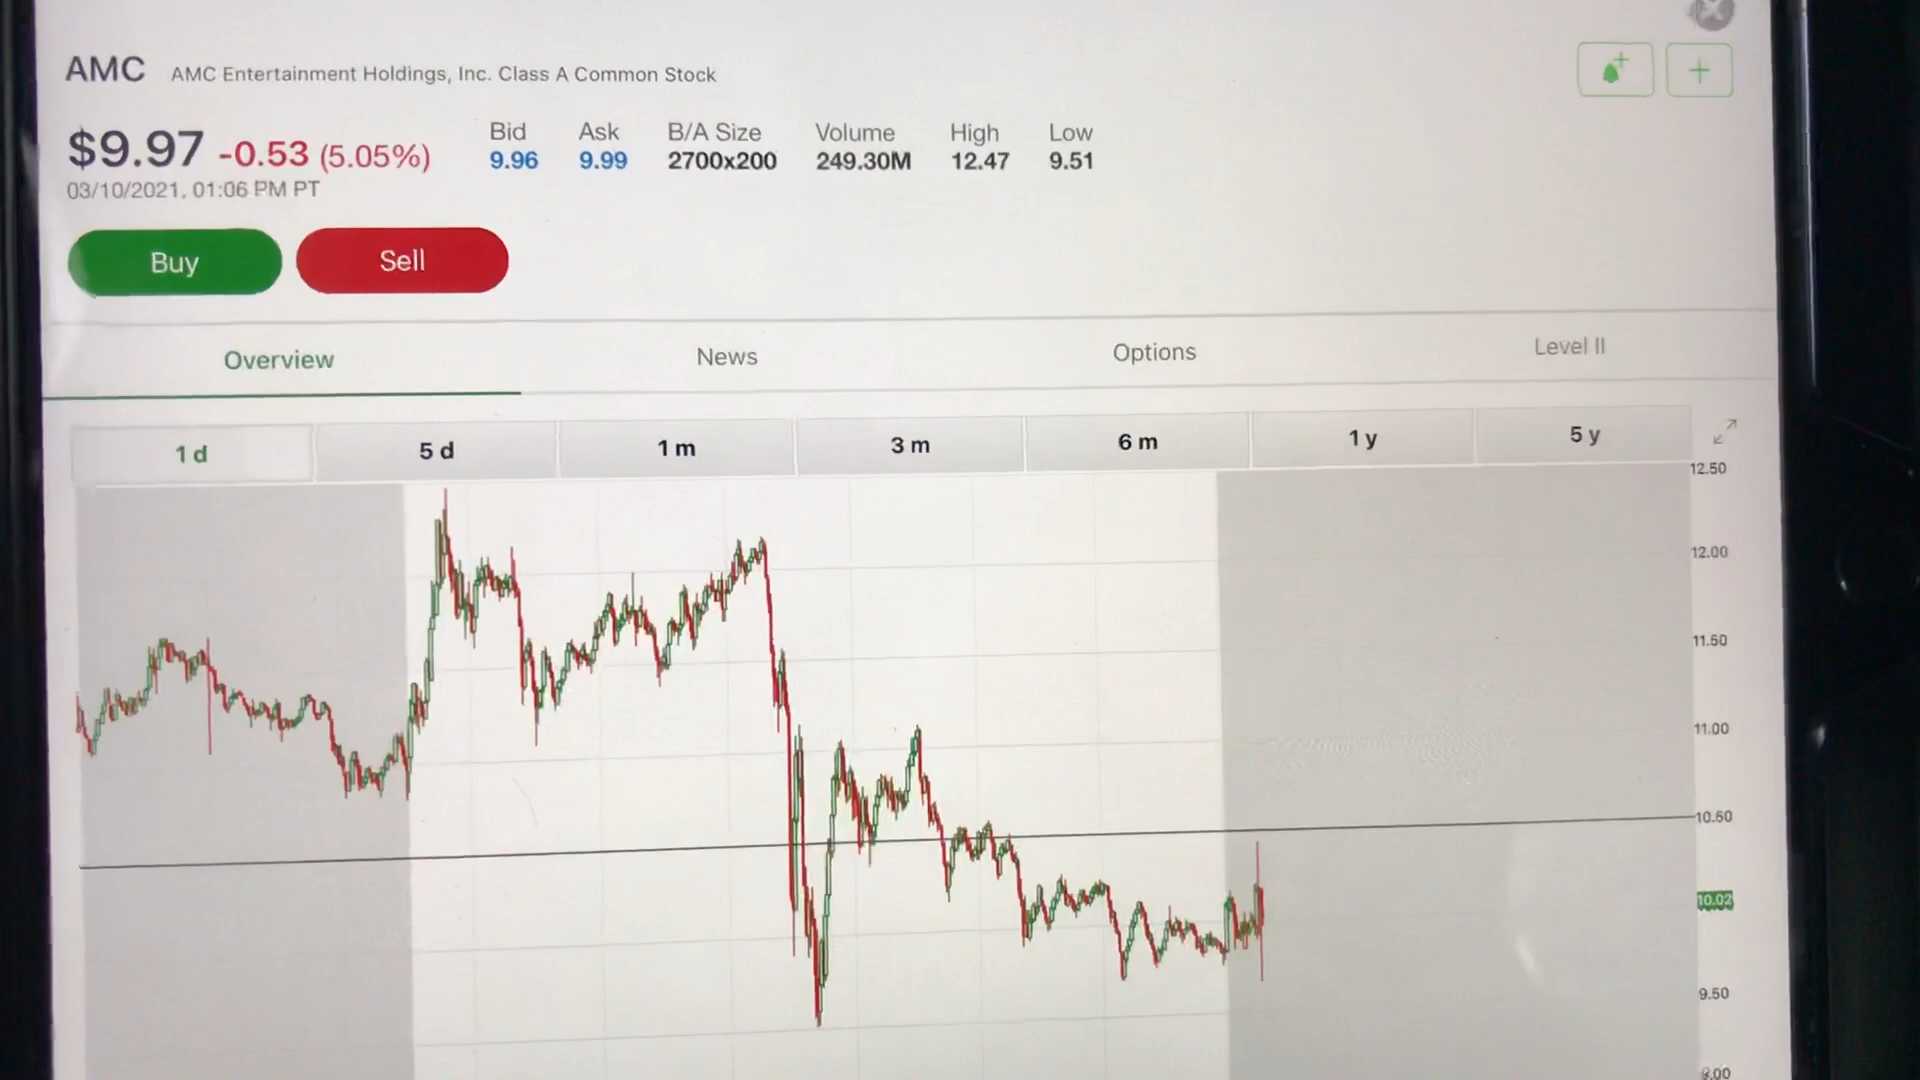 AMC AMC Entertainment Holdings, Inc. Class A Common Stock
$9.97 -0.53 (5.05%)
03/10/2021, 01:06 PM PT
Bid Ask B/A Size Volume High Low
9.96 9.99 2700x200 249.30M 12.47 9.51
Buy Sell
Overview News Options Level II
1 d 5 d 1 m 3 m 6 m 1 y 5 y
12.50
12.00
11.50
11.00
10.50
10.02
9.50
9.00